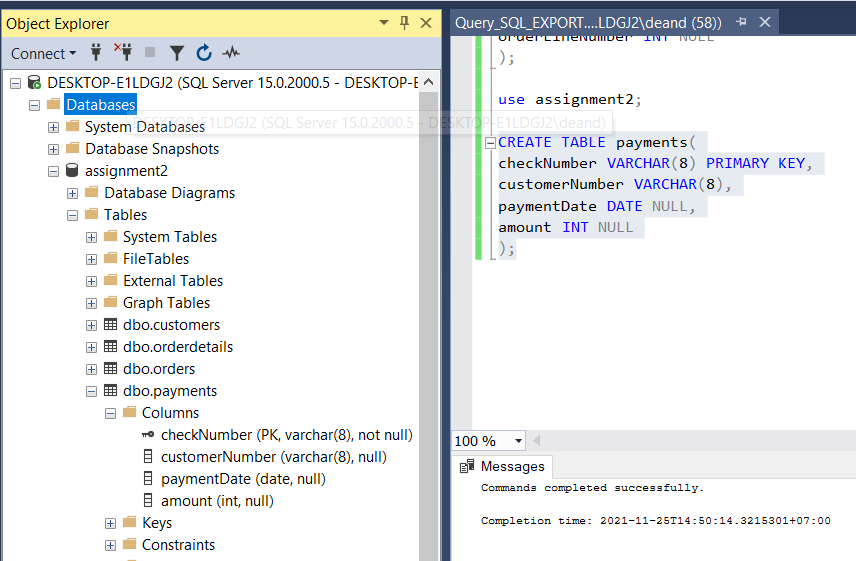 Object Explorer
Connect
DESKTOP-E1LDGJ2 (SQL Server 15.0.2000.5 - DESKTOP-E
Databases
DESKTOP-E1LDGJ2 (SQL Server 15.0.2000.5 - DESKTOP-E1LDGJ2\deand)
System Databases
Database Snapshots
assignment2
Database Diagrams
Tables
System Tables
FileTables
External Tables
Graph Tables
dbo.customers
dbo.orderdetails
dbo.orders
dbo.payments
Columns
checkNumber (PK, varchar(8), not null)
customerNumber (varchar(8), null)
paymentDate (date, null)
amount (int, null)
Keys
Constraints
Query_SQL_EXPORT....LDGJ2\deand (58))
orderLineNumber INT NULL
);
use assignment2;
CREATE TABLE payments(
checkNumber VARCHAR(8) PRIMARY KEY,
customerNumber VARCHAR(8),
paymentDate DATE NULL,
amount INT NULL
);
100 %
Messages
Commands completed successfully.
Completion time: 2021-11-25T14:50:14.3215301+07:00